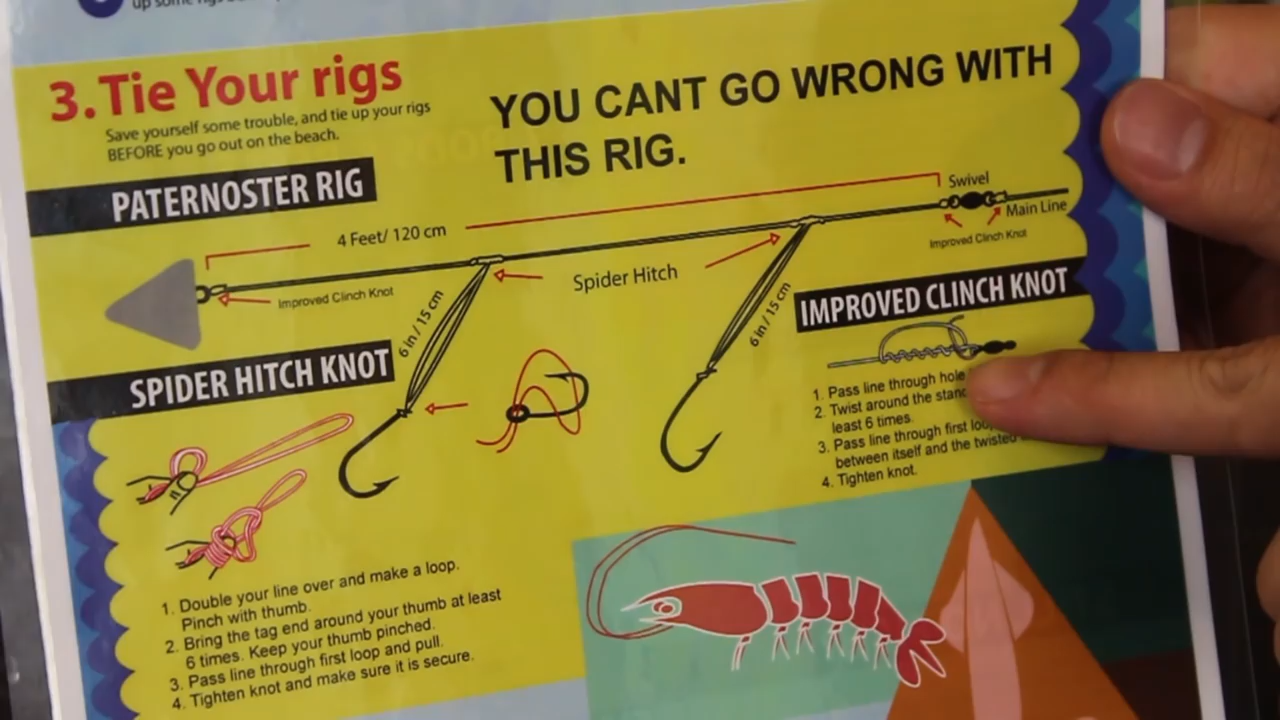 up some rigs
3. Tie Your rigs
Save yourself some trouble, and tie up your rigs
BEFORE you go out on the beach.
YOU CANT GO WRONG WITH
THIS RIG.
PATERNOSTER RIG
4 Feet/ 120 cm
Swivel
Main Line
Improved Clinch Knot
Improved Clinch Knot
Spider Hitch
6 in / 15 cm
6 in / 15 cm
SPIDER HITCH KNOT
1. Double your line over and make a loop.
Pinch with thumb.
2. Bring the tag end around your thumb at least
6 times. Keep your thumb pinched.
3. Pass line through first loop and pull.
4. Tighten knot and make sure it is secure.
IMPROVED CLINCH KNOT
1. Pass line through hole
2. Twist around the
least 6 times.
3. Pass line through first
between itself and the twisted
4. Tighten knot.